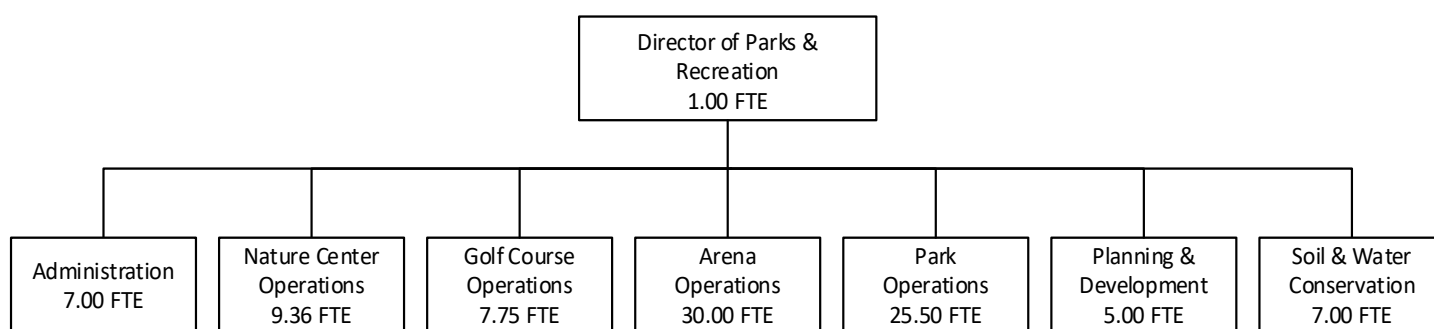 Director of Parks &
Recreation
1.00 FTE
Administration
7.00 FTE
Nature Center
Operations
9.36 FTE
Golf Course
Operations
7.75 FTE
Arena
Operations
30.00 FTE
Park
Operations
25.50 FTE
Planning &
Development
5.00 FTE
Soil & Water
Conservation
7.00 FTE